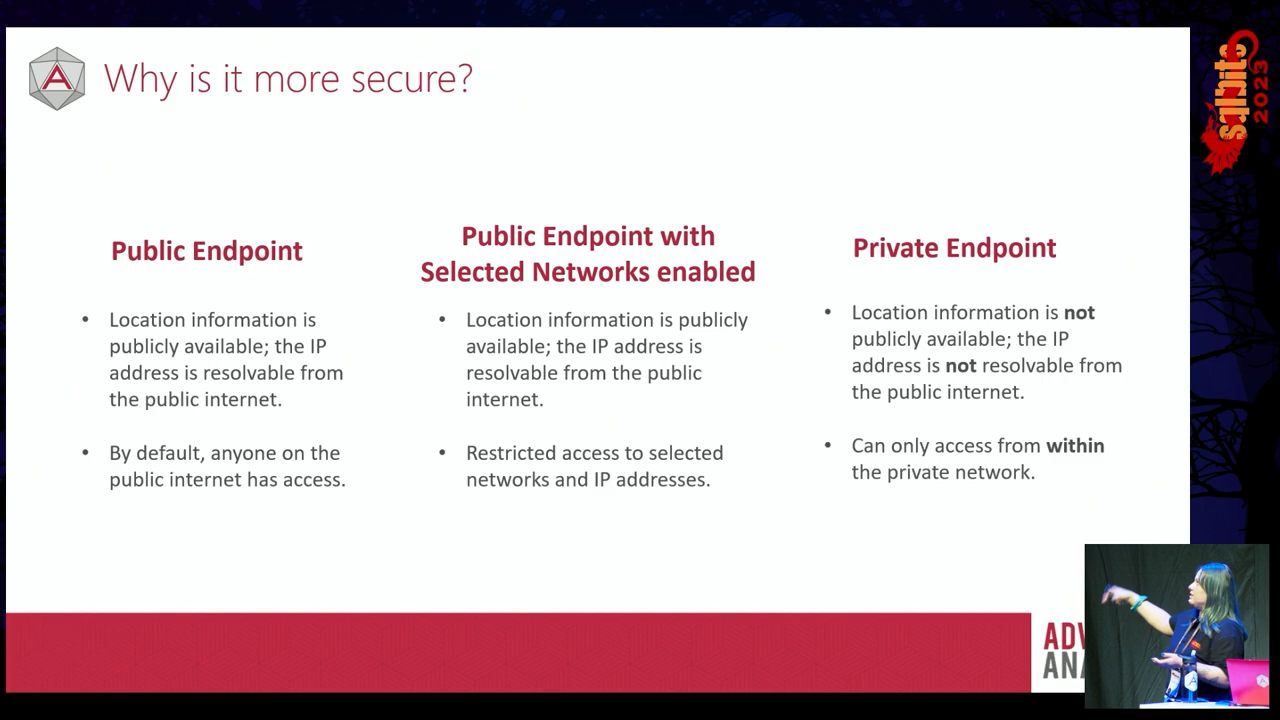 A
Why is it more secure?
Public Endpoint
• Location information is
publicly available; the IP
address is resolvable from
the public internet.
• By default, anyone on the
public internet has access.
Public Endpoint with
Selected Networks enabled
• Location information is publicly
available; the IP address is
resolvable from the public
internet.
• Restricted access to selected
networks and IP addresses.
Private Endpoint
• Location information is not
publicly available; the IP
address is not resolvable from
the public internet.
• Can only access from within
the private network.
sqlbits
2023